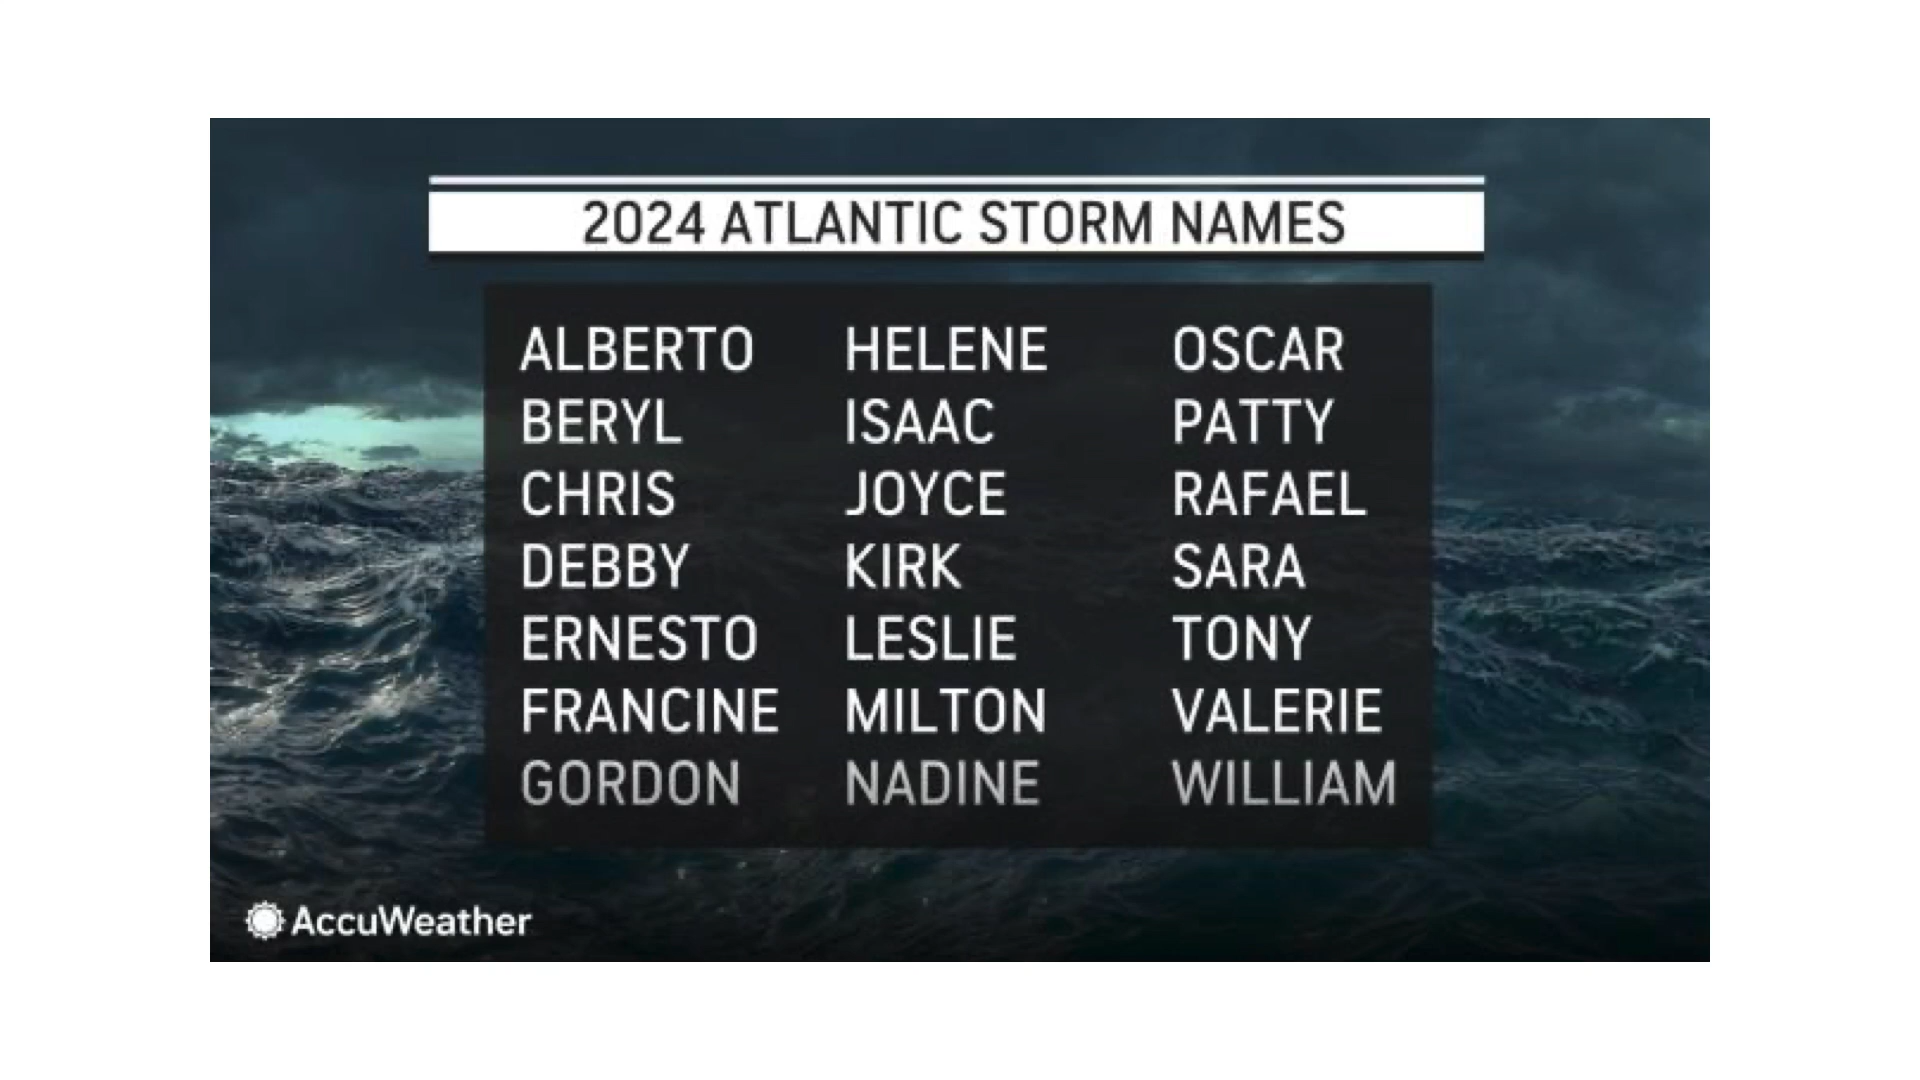 2024 ATLANTIC STORM NAMES
ALBERTO
BERYL
CHRIS
DEBBY
ERNESTO
FRANCINE
GORDON
HELENE
ISAAC
JOYCE
KIRK
LESLIE
MILTON
NADINE
OSCAR
PATTY
RAFAEL
SARA
TONY
VALERIE
WILLIAM
AccuWeather